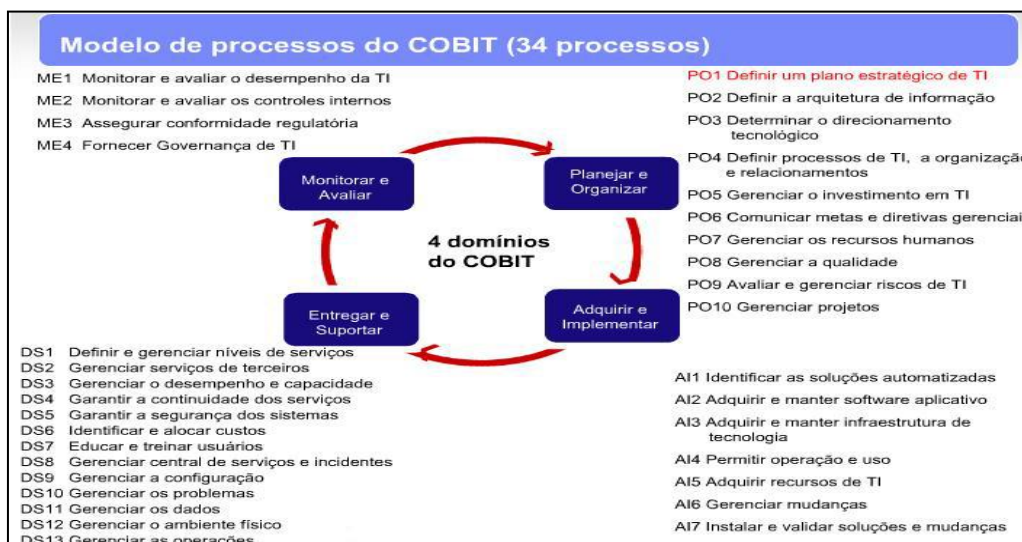 Modelo de processos do COBIT (34 processos)
ME1 Monitorar e avaliar o desempenho da TI
ME2 Monitorar e avaliar os controles internos
ME3 Assegurar conformidade regulatória
ME4 Fornecer Governança de TI
PO1 Definir um plano estratégico de TI
PO2 Definir a arquitetura de informação
PO3 Determinar o direcionamento
tecnológico
PO4 Definir processos de TI, a organização
e relacionamentos
PO5 Gerenciar o investimento em TI
PO6 Comunicar metas e diretivas gerenciai
PO7 Gerenciar os recursos humanos
PO8 Gerenciar a qualidade
PO9 Avaliar e gerenciar riscos de TI
PO10 Gerenciar projetos
Monitorar e
Avaliar
Planejar e
Organizar
4 domínios
do COBIT
Entregar e
Suportar
Adquirir e
Implementar
DS1 Definir e gerenciar níveis de serviços
DS2 Gerenciar serviços de terceiros
DS3 Gerenciar o desempenho e capacidade
DS4 Garantir a continuidade dos serviços
DS5 Garantir a segurança dos sistemas
DS6 Identificar e alocar custos
DS7 Educar e treinar usuários
DS8 Gerenciar central de serviços e incidentes
DS9 Gerenciar a configuração
DS10 Gerenciar os problemas
DS11 Gerenciar os dados
DS12 Gerenciar o ambiente físico
DS13 Gerenciar as operações
AI1 Identificar as soluções automatizadas
AI2 Adquirir e manter software aplicativo
AI3 Adquirir e manter infraestrutura de
tecnologia
AI4 Permitir operação e uso
AI5 Adquirir recursos de TI
AI6 Gerenciar mudanças
AI7 Instalar e validar soluções e mudanças